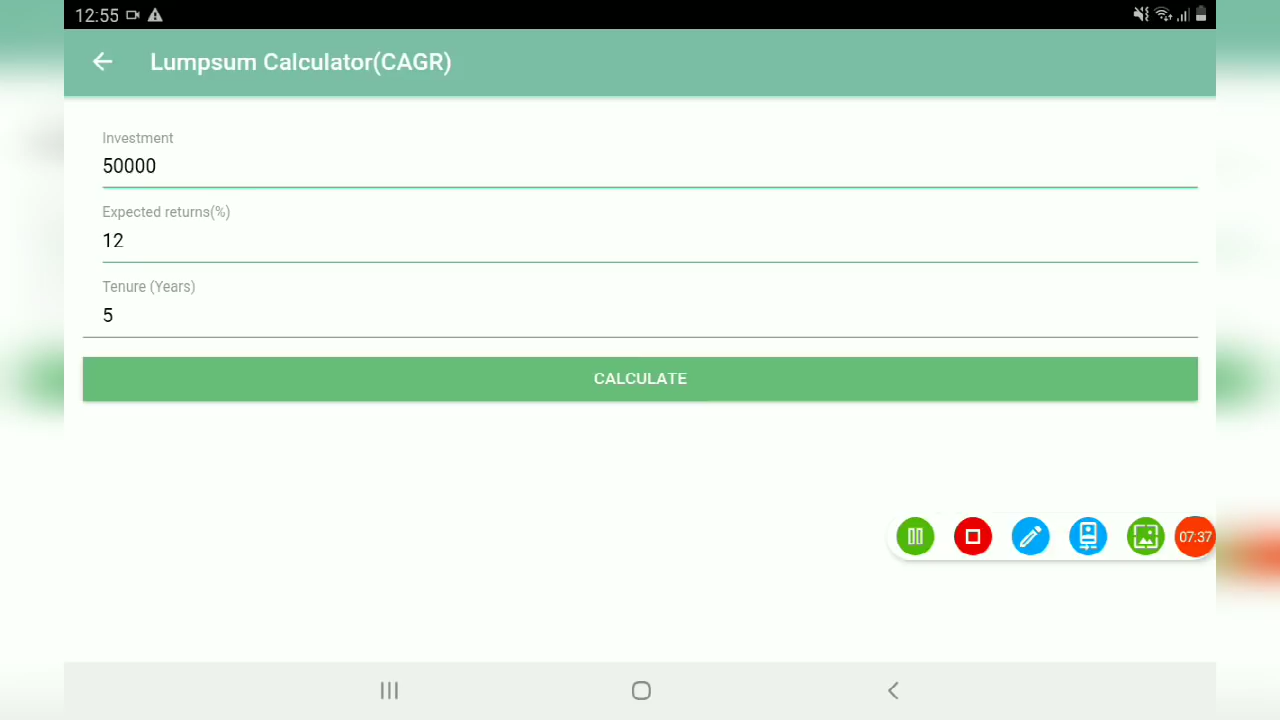 12:55
Lumpsum Calculator(CAGR)
Investment
50000
Expected returns(%)
12
Tenure (Years)
5
CALCULATE
07:37